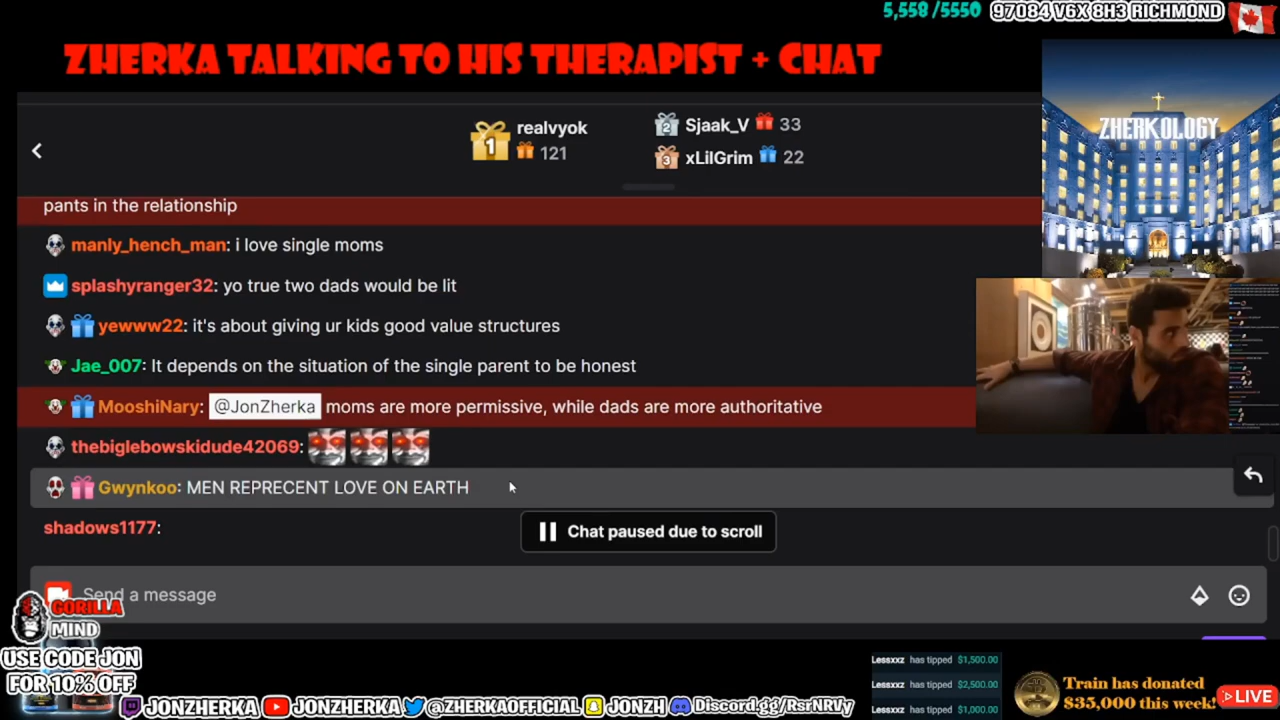 5,558 /5550
97084 V6X 8H3 RICHMOND
ZHERKA TALKING TO HIS THERAPIST + CHAT
ZHERKOLOGY
1
realvyok
121
2 Sjaak_V 33
3 xLilGrim 22
pants in the relationship
manly_hench_man: i love single moms
splashyranger32: yo true two dads would be lit
yewww22: it's about giving ur kids good value structures
Jae_007: It depends on the situation of the single parent to be honest
MooshiNary: @JonZherka moms are more permissive, while dads are more authoritative
thebiglebowskidude42069:
Gwynkoo: MEN REPRECENT LOVE ON EARTH
shadows1177:
Chat paused due to scroll
Send a message
GORILLA
MIND
USE CODE JON
FOR 10% OFF
JONZHERKA JONZHERKA @ZHERKAOFFICIAL JONZH Discord.gg/RsrNRVy
Lessxxz has tipped $1,500.00
Lessxxz has tipped $2,500.00
Lessxxz has tipped $1,000.00
Train has donated
$35,000 this week!
LIVE